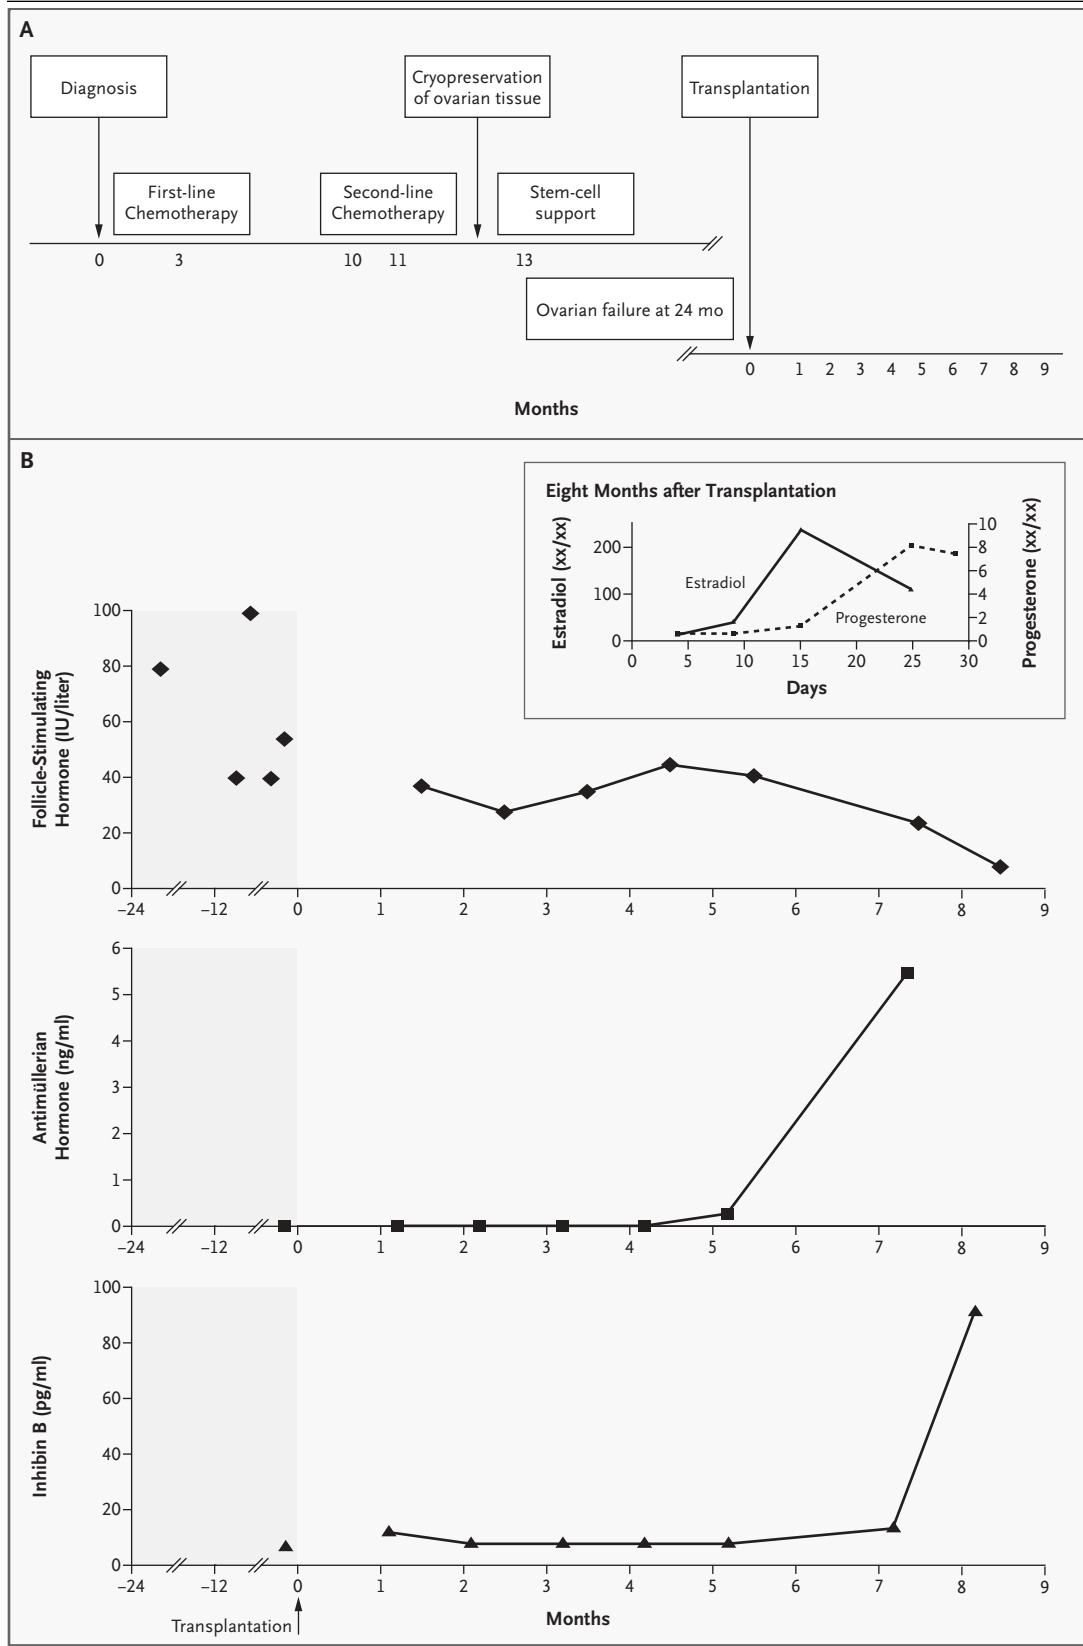 A
Diagnosis
Cryopreservation
of ovarian tissue
Transplantation
First-line
Chemotherapy
Second-line
Chemotherapy
Stem-cell
support
0 3 10 11 13
Ovarian failure at 24 mo
0 1 2 3 4 5 6 7 8 9
Months
B
Eight Months after Transplantation
Estradiol (xx/xx)
200
100
0
Estradiol
Progesterone
10
8
6
4
2
0
Progesterone (xx/xx)
0 5 10 15 20 25 30
Days
Follicle-Stimulating
Hormone (IU/liter)
100
80
60
40
20
0
–24 –12 0 1 2 3 4 5 6 7 8 9
Antimüllerian
Hormone (ng/ml)
6
5
4
3
2
1
0
–24 –12 0 1 2 3 4 5 6 7 8 9
Inhibin B (pg/ml)
100
80
60
40
20
0
–24 –12 0 1 2 3 4 5 6 7 8 9
Transplantation
Months